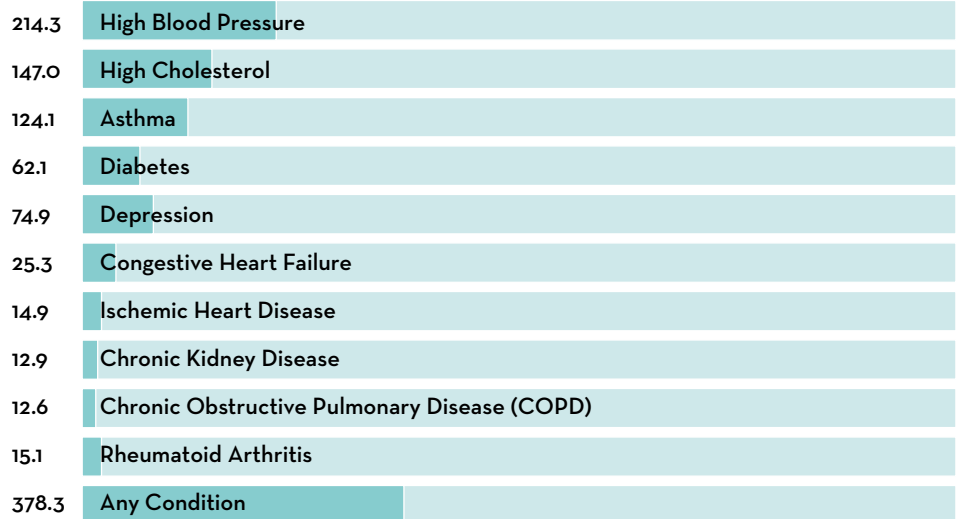 214.3 High Blood Pressure
147.0 High Cholesterol
124.1 Asthma
62.1 Diabetes
74.9 Depression
25.3 Congestive Heart Failure
14.9 Ischemic Heart Disease
12.9 Chronic Kidney Disease
12.6 Chronic Obstructive Pulmonary Disease (COPD)
15.1 Rheumatoid Arthritis
378.3 Any Condition